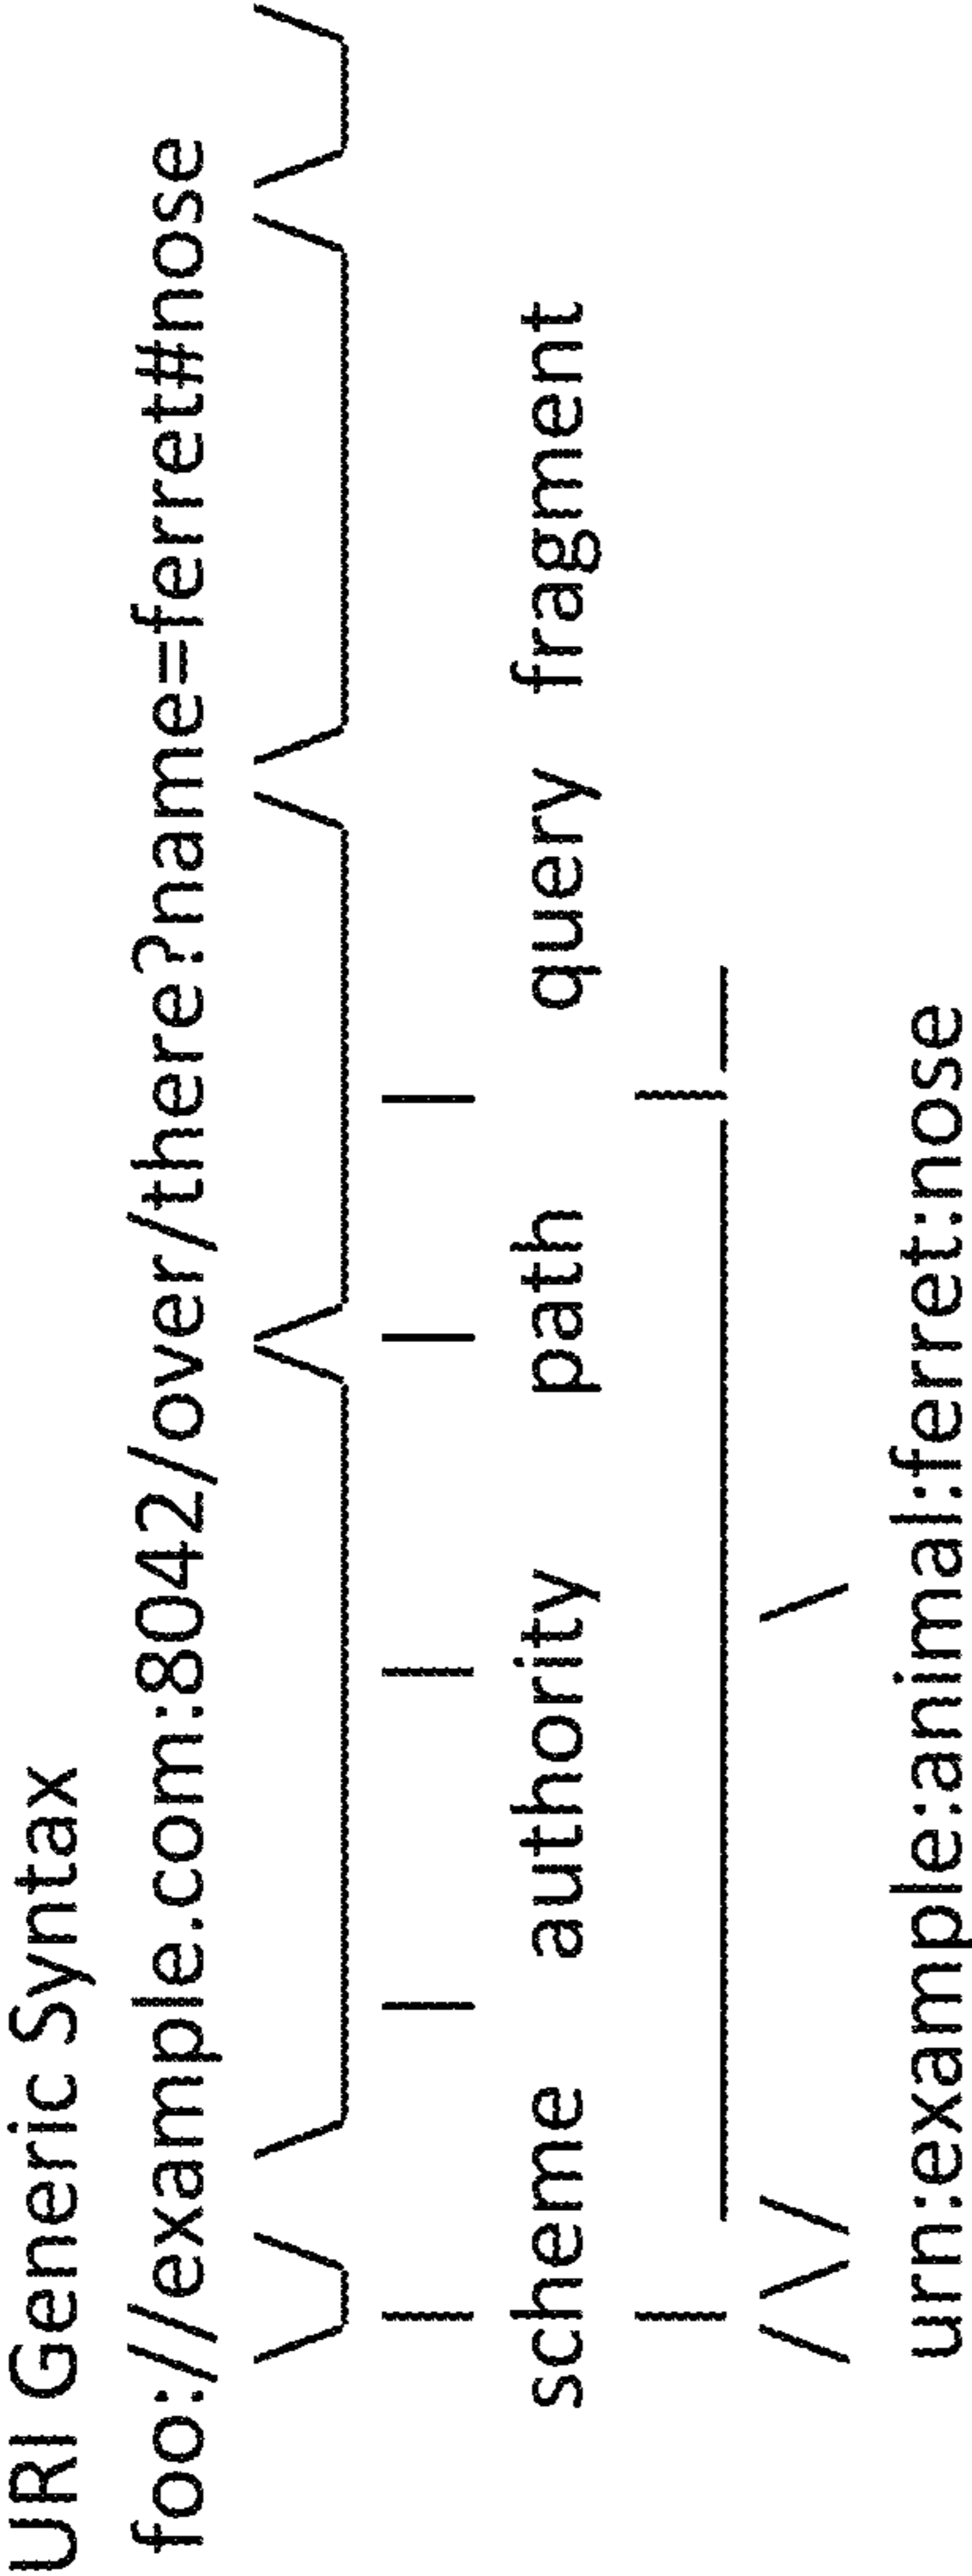 URI Generic Syntax
foo://example.com:8042/over/there?name=ferret#nose
scheme authority path query fragment
urn:example:animal:ferret:nose